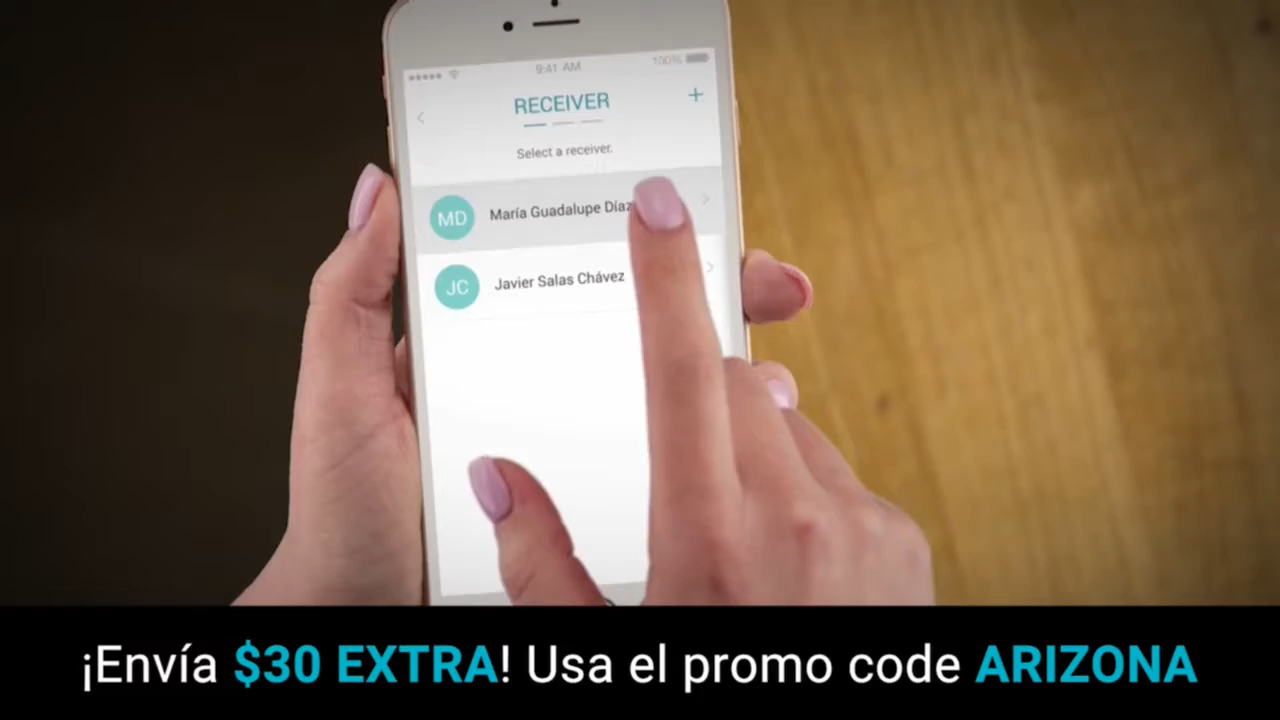 9:41 AM
100%
RECEIVER
+
Select a receiver.
MD
María Guadalupe Díaz
JC
Javier Salas Chávez
¡Envía $30 EXTRA! Usa el promo code ARIZONA